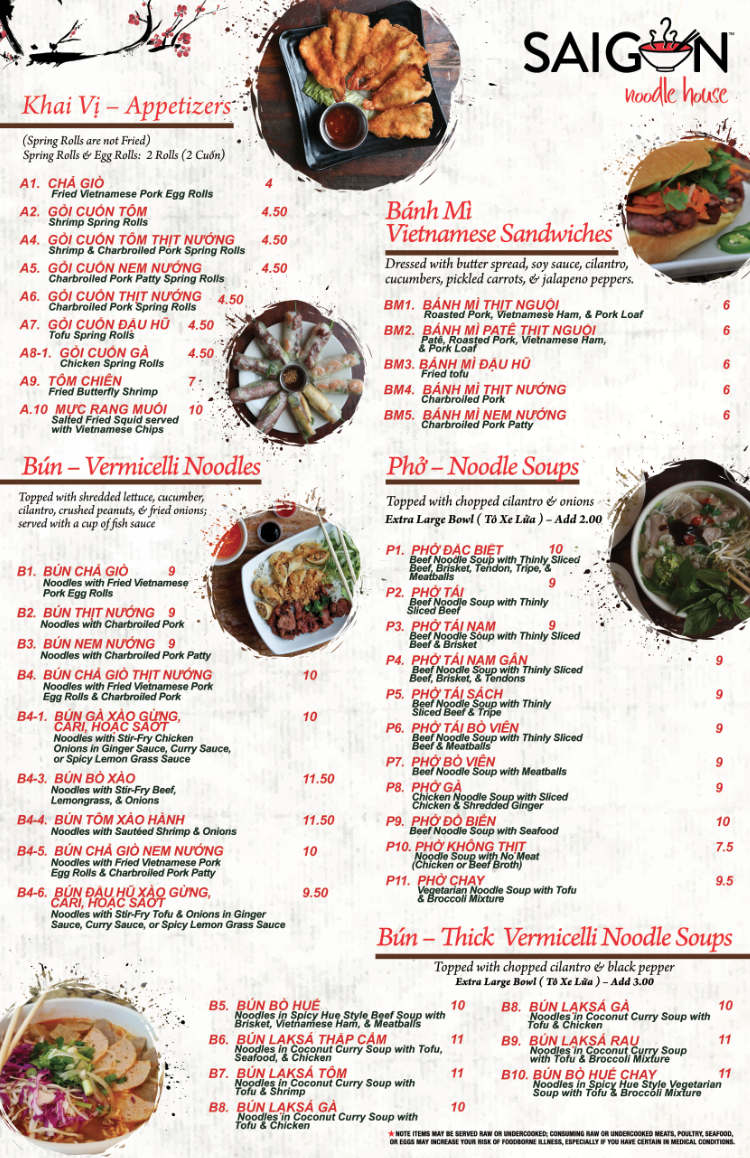 SAIGON™
noodle house
Khai Vị – Appetizers
(Spring Rolls are not Fried)
Spring Rolls & Egg Rolls: 2 Rolls (2 Cuốn)
A1. CHẢ GIÒ 4
Fried Vietnamese Pork Egg Rolls
A2. GỎI CUỐN TÔM 4.50
Shrimp Spring Rolls
A4. GỎI CUỐN TÔM THỊT NƯỚNG 4.50
Shrimp & Charbroiled Pork Spring Rolls
A5. GỎI CUỐN NEM NƯỚNG 4.50
Charbroiled Pork Patty Spring Rolls
A6. GỎI CUỐN THỊT NƯỚNG 4.50
Charbroiled Pork Spring Rolls
A7. GỎI CUỐN ĐẬU HŨ 4.50
Tofu Spring Rolls
A8-1. GỎI CUỐN GÀ 4.50
Chicken Spring Rolls
A9. TÔM CHIÊN 7
Fried Butterfly Shrimp
A.10 MỰC RANG MUỐI 10
Salted Fried Squid served
with Vietnamese Chips
Bánh Mì
Vietnamese Sandwiches
Dressed with butter spread, soy sauce, cilantro,
cucumbers, pickled carrots, & jalapeno peppers.
BM1. BÁNH MÌ THỊT NGUỘI 6
Roasted Pork, Vietnamese Ham, & Pork Loaf
BM2. BÁNH MÌ PATÊ THỊT NGUỘI 6
Patê, Roasted Pork, Vietnamese Ham,
& Pork Loaf
BM3. BÁNH MÌ ĐẬU HŨ 6
Fried tofu
BM4. BÁNH MÌ THỊT NƯỚNG 6
Charbroiled Pork
BM5. BÁNH MÌ NEM NƯỚNG 6
Charbroiled Pork Patty
Bún – Vermicelli Noodles
Topped with shredded lettuce, cucumber,
cilantro, crushed peanuts, & fried onions;
served with a cup of fish sauce
B1. BÚN CHẢ GIÒ 9
Noodles with Fried Vietnamese
Pork Egg Rolls
B2. BÚN THỊT NƯỚNG 9
Noodles with Charbroiled Pork
B3. BÚN NEM NƯỚNG 9
Noodles with Charbroiled Pork Patty
B4. BÚN CHẢ GIÒ THỊT NƯỚNG 10
Noodles with Fried Vietnamese Pork
Egg Rolls & Charbroiled Pork
B4-1. BÚN GÀ XÀO GỪNG, 10
CARI, HOẶC SAÓT
Noodles with Stir-Fry Chicken
Onions in Ginger Sauce, Curry Sauce,
or Spicy Lemon Grass Sauce
B4-3. BÚN BÒ XÀO 11.50
Noodles with Stir-Fry Beef,
Lemongrass, & Onions
B4-4. BÚN TÔM XÀO HÀNH 11.50
Noodles with Sautéed Shrimp & Onions
B4-5. BÚN CHẢ GIÒ NEM NƯỚNG 10
Noodles with Fried Vietnamese Pork
Egg Rolls & Charbroiled Pork Patty
B4-6. BÚN ĐẬU HŨ XÀO GỪNG, 9.50
CARI, HOẶC SAÓT
Noodles with Stir-Fry Tofu & Onions in Ginger
Sauce, Curry Sauce, or Spicy Lemon Grass Sauce
Phở – Noodle Soups
Topped with chopped cilantro & onions
Extra Large Bowl ( Tô Xe Lửa ) – Add 2.00
P1. PHỞ ĐẶC BIỆT 10
Beef Noodle Soup with Thinly Sliced
Beef, Brisket, Tendon, Tripe, &
Meatballs
P2. PHỞ TÁI 9
Beef Noodle Soup with Thinly
Sliced Beef
P3. PHỞ TÁI NAM 9
Beef Noodle Soup with Thinly Sliced
Beef & Brisket
P4. PHỞ TÁI NAM GÂN 9
Beef Noodle Soup with Thinly Sliced
Beef, Brisket, & Tendons
P5. PHỞ TÁI SÁCH 9
Beef Noodle Soup with Thinly
Sliced Beef & Tripe
P6. PHỞ TÁI BÒ VIÊN 9
Beef Noodle Soup with Thinly Sliced
Beef & Meatballs
P7. PHỞ BÒ VIÊN 9
Beef Noodle Soup with Meatballs
P8. PHỞ GÀ 9
Chicken Noodle Soup with Sliced
Chicken & Shredded Ginger
P9. PHỞ ĐỒ BIỂN 10
Beef Noodle Soup with Seafood
P10. PHỞ KHÔNG THỊT 7.5
Noodle Soup with No Meat
(Chicken or Beef Broth)
P11. PHỞ CHAY 9.5
Vegetarian Noodle Soup with Tofu
& Broccoli Mixture
Bún – Thick Vermicelli Noodle Soups
Topped with chopped cilantro & black pepper
Extra Large Bowl ( Tô Xe Lửa ) – Add 3.00
B5. BÚN BÒ HUẾ 10
Noodles in Spicy Hue Style Beef Soup with
Brisket, Vietnamese Ham, & Meatballs
B6. BÚN LAKSÁ THẬP CẨM 11
Noodles in Coconut Curry Soup with Tofu,
Seafood, & Chicken
B7. BÚN LAKSÁ TÔM 11
Noodles in Coconut Curry Soup with
Tofu & Shrimp
B8. BÚN LAKSÁ GÀ 10
Noodles in Coconut Curry Soup with
Tofu & Chicken
B8. BÚN LAKSÁ GÀ 10
Noodles in Coconut Curry Soup with
Tofu & Chicken
B9. BÚN LAKSÁ RAU 11
Noodles in Coconut Curry Soup
with Tofu & Broccoli Mixture
B10. BÚN BÒ HUẾ CHAY 11
Noodles in Spicy Hue Style Vegetarian
Soup with Tofu & Broccoli Mixture
★NOTE ITEMS MAY BE SERVED RAW OR UNDERCOOKED; CONSUMING RAW OR UNDERCOOKED MEATS, POULTRY, SEAFOOD,
OR EGGS MAY INCREASE YOUR RISK OF FOODBORNE ILLNESS, ESPECIALLY IF YOU HAVE CERTAIN IN MEDICAL CONDITIONS.